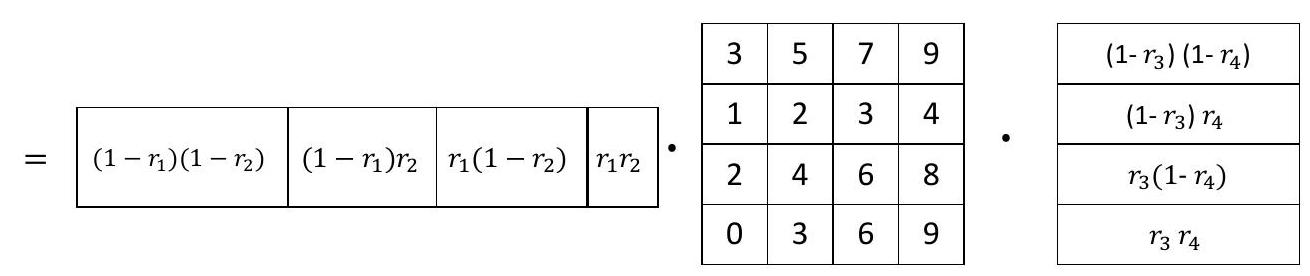 = (1 − r₁)(1 − r₂) (1 − r₁)r₂ r₁(1 − r₂) r₁r₂ •
3 5 7 9
1 2 3 4
2 4 6 8
0 3 6 9
•
(1- r₃) (1- r₄)
(1- r₃) r₄
r₃(1- r₄)
r₃ r₄